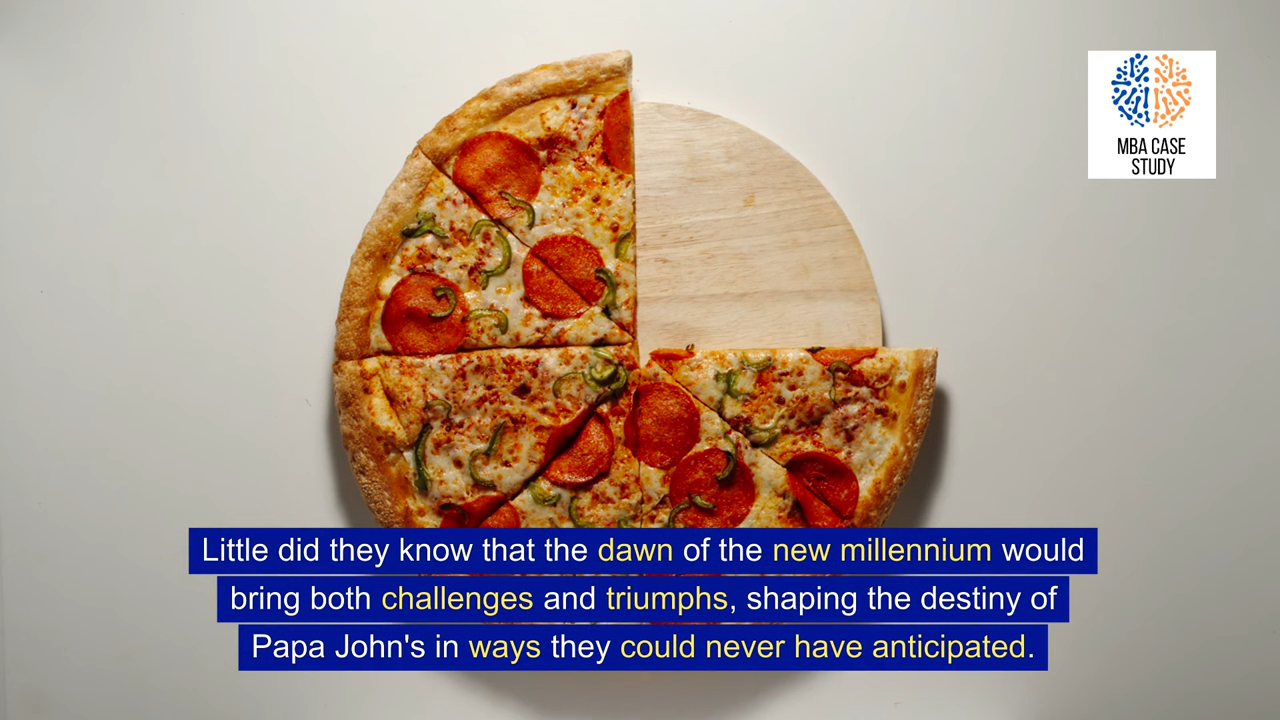 MBA CASE
STUDY
Little did they know that the dawn of the new millennium would
bring both challenges and triumphs, shaping the destiny of
Papa John's in ways they could never have anticipated.